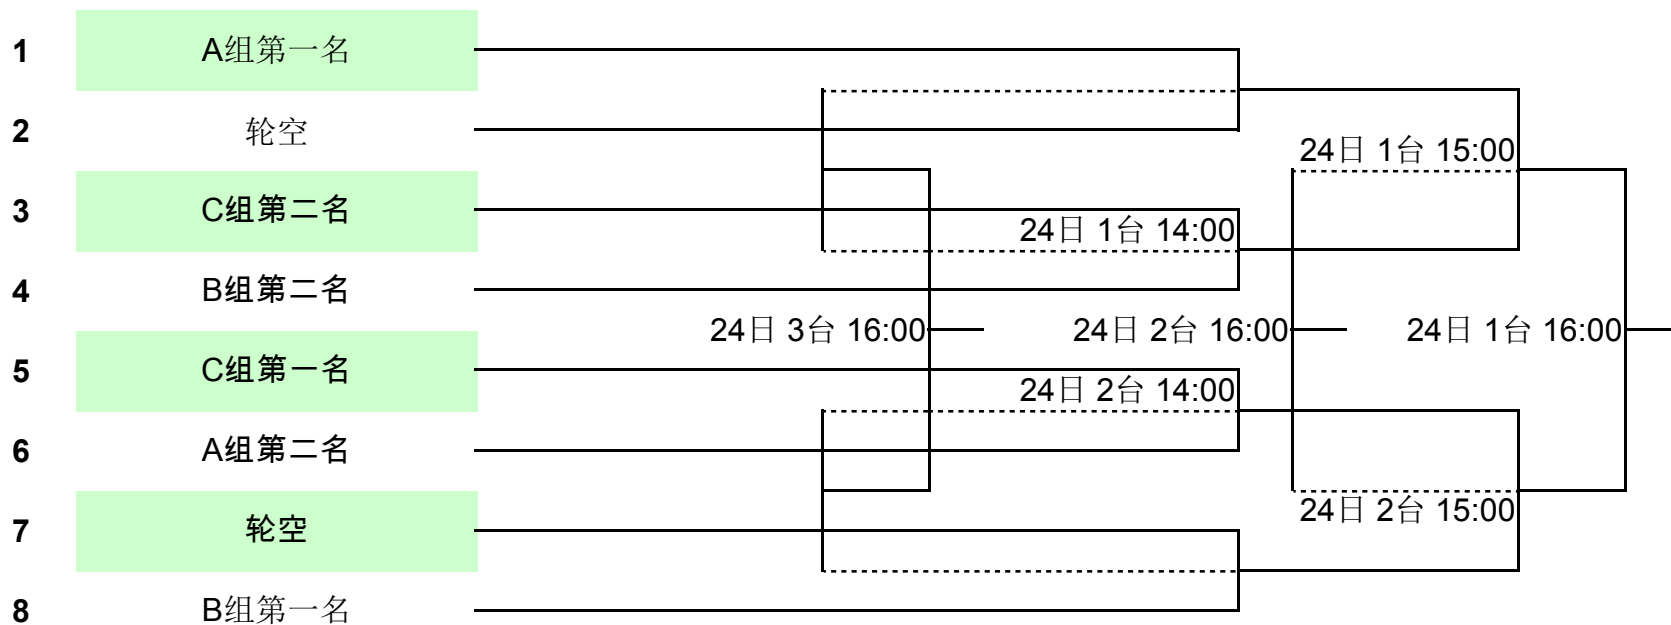 1 A组第一名
2 轮空
24日 1台 15:00
3 C组第二名
24日 1台 14:00
4 B组第二名
24日 3台 16:00 24日 2台 16:00 24日 1台 16:00
5 C组第一名
24日 2台 14:00
6 A组第二名
24日 2台 15:00
7 轮空
8 B组第一名